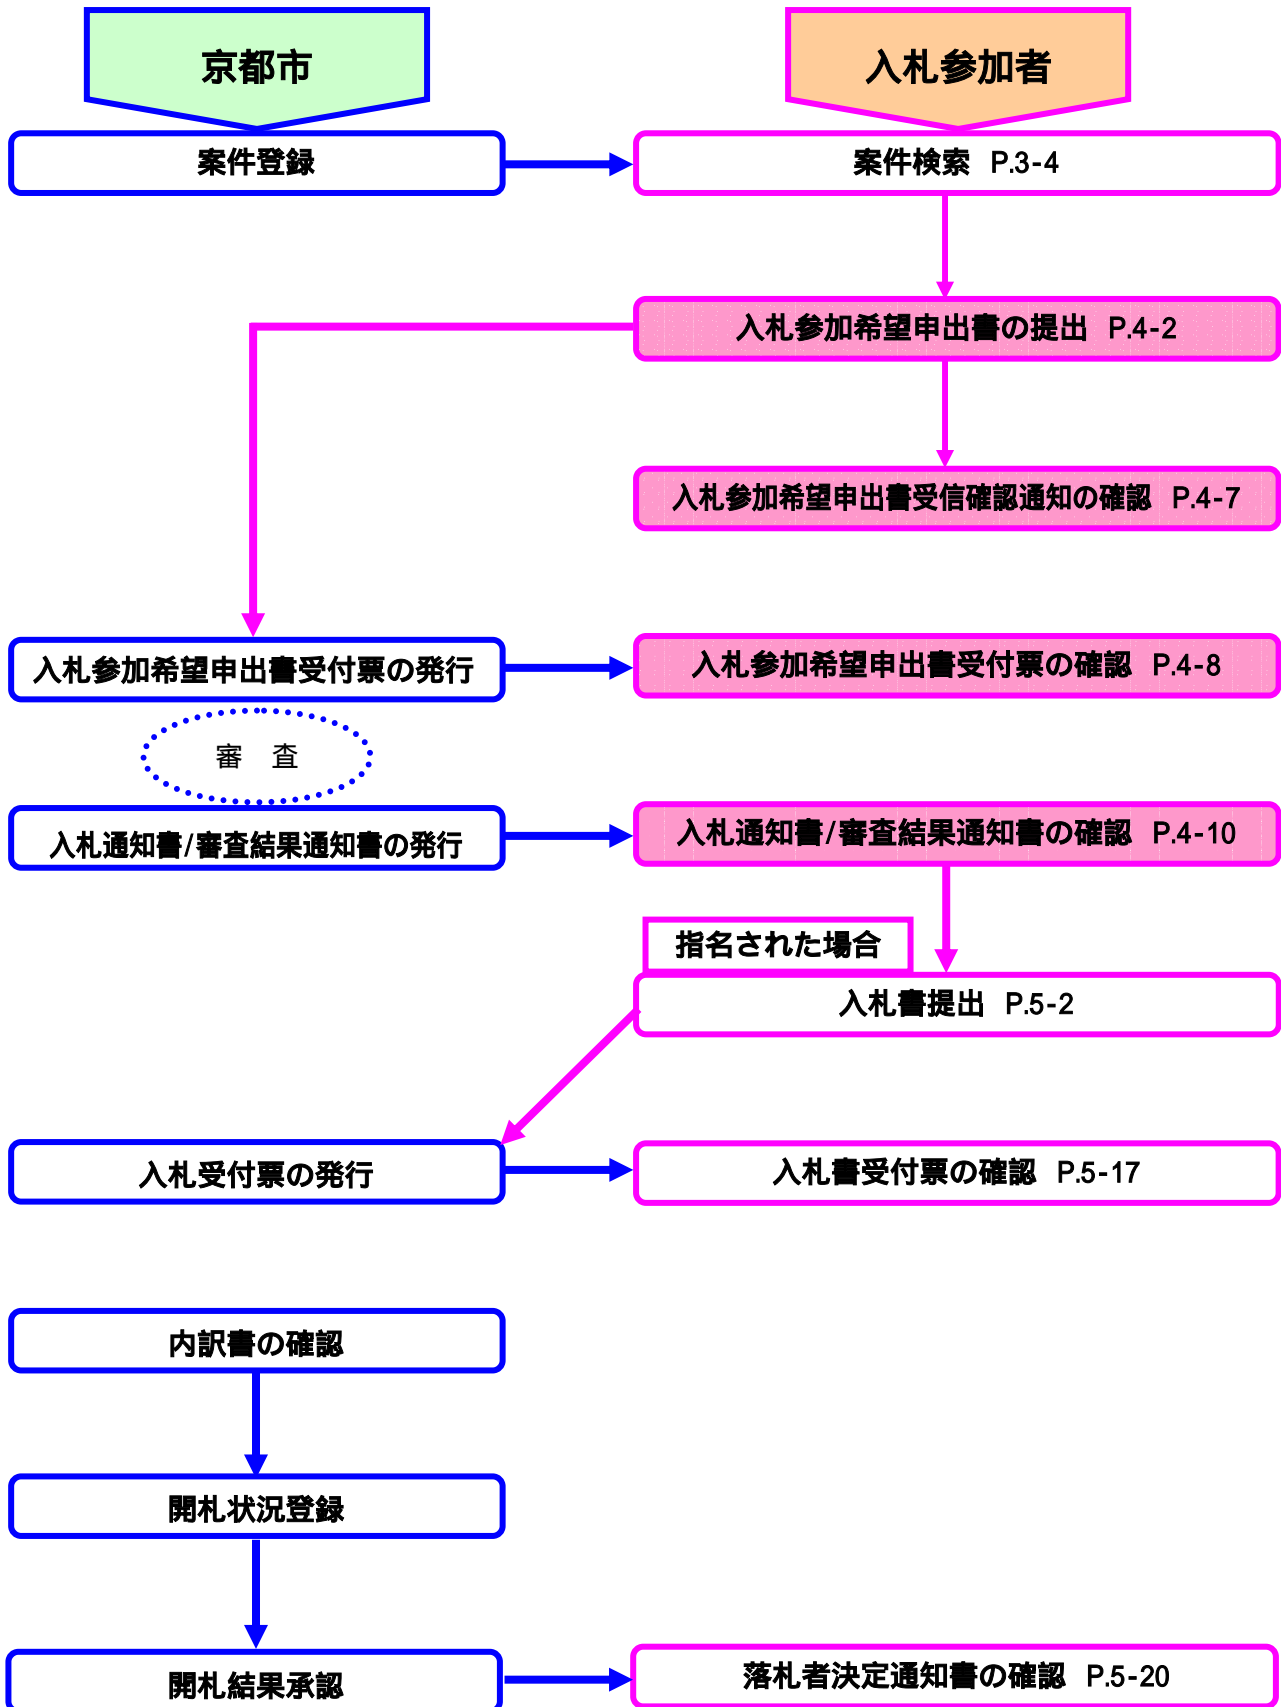 京都市
入札参加者
案件登録
案件検索 P.3-4
入札参加希望申出書の提出 P.4-2
入札参加希望申出書受信確認通知の確認 P.4-7
入札参加希望申出書受付票の発行
入札参加希望申出書受付票の確認 P.4-8
審 査
入札通知書/審査結果通知書の発行
入札通知書/審査結果通知書の確認 P.4-10
指名された場合
入札書提出 P.5-2
入札受付票の発行
入札書受付票の確認 P.5-17
内訳書の確認
開札状況登録
開札結果承認
落札者決定通知書の確認 P.5-20